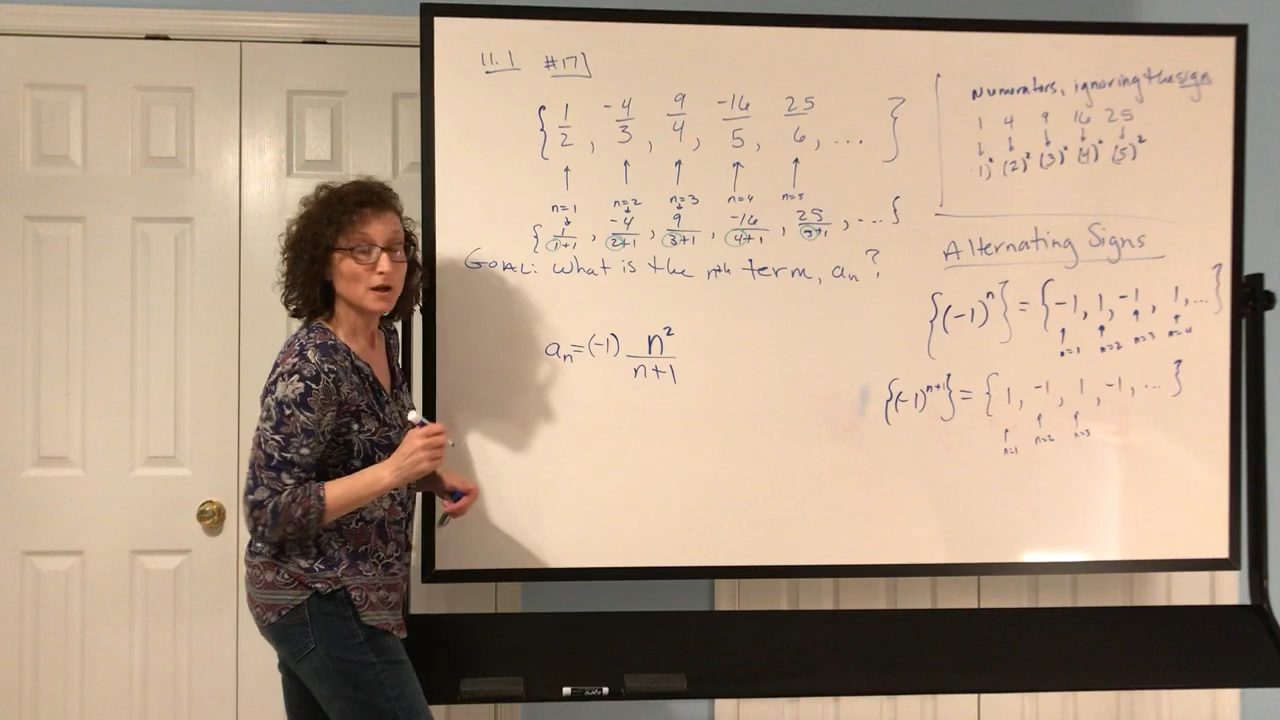 11.1 #17]
{ 1/2, -4/3, 9/4, -16/5, 25/6, ... }
n=1 n=2 n=3 n=4 n=5
{ 1/1+1, -4/2+1, 9/3+1, -16/4+1, 25/5+1, ... }
GOAL: What is the nth term, aₙ?
aₙ = (-1) n²/n+1
Numerators, ignoring the sign
1 4 9 16 25
(1)² (2)² (3)² (4)² (5)²
Alternating Signs
{(-1)ⁿ} = {-1, 1, -1, 1, ...}
n=1 n=2 n=3 n=4
{(-1)ⁿ⁺¹} = {1, -1, 1, -1, ...}
n=1 n=2 n=3